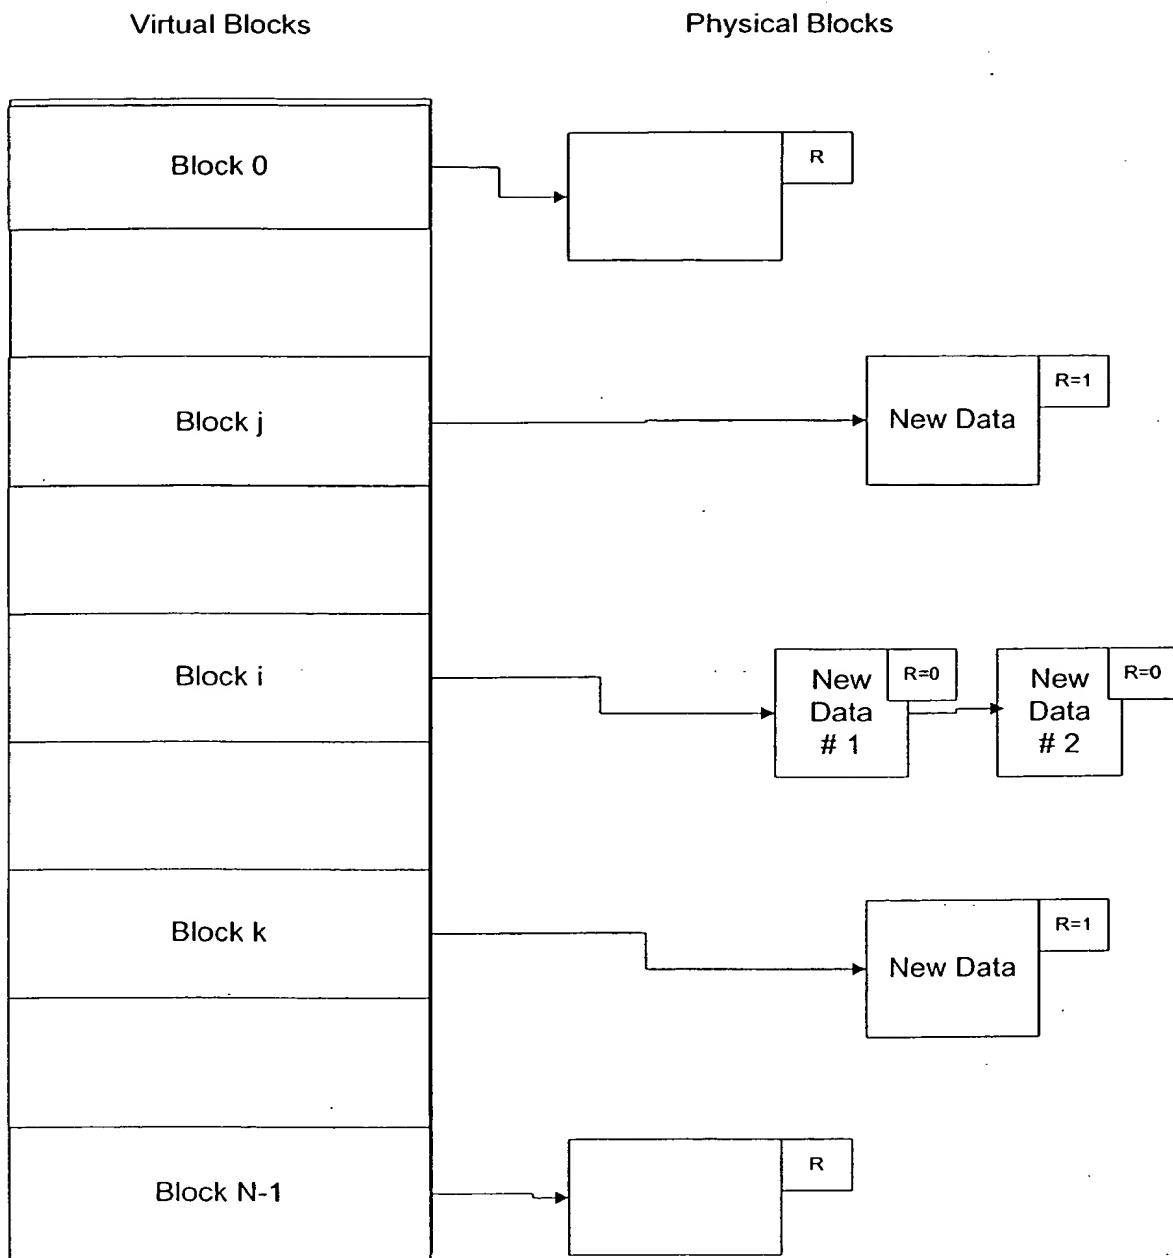 Virtual Blocks
Physical Blocks
Block 0
R
Block j
New Data
R=1
Block i
New
Data
# 1
R=0
New
Data
# 2
R=0
Block k
New Data
R=1
Block N-1
R